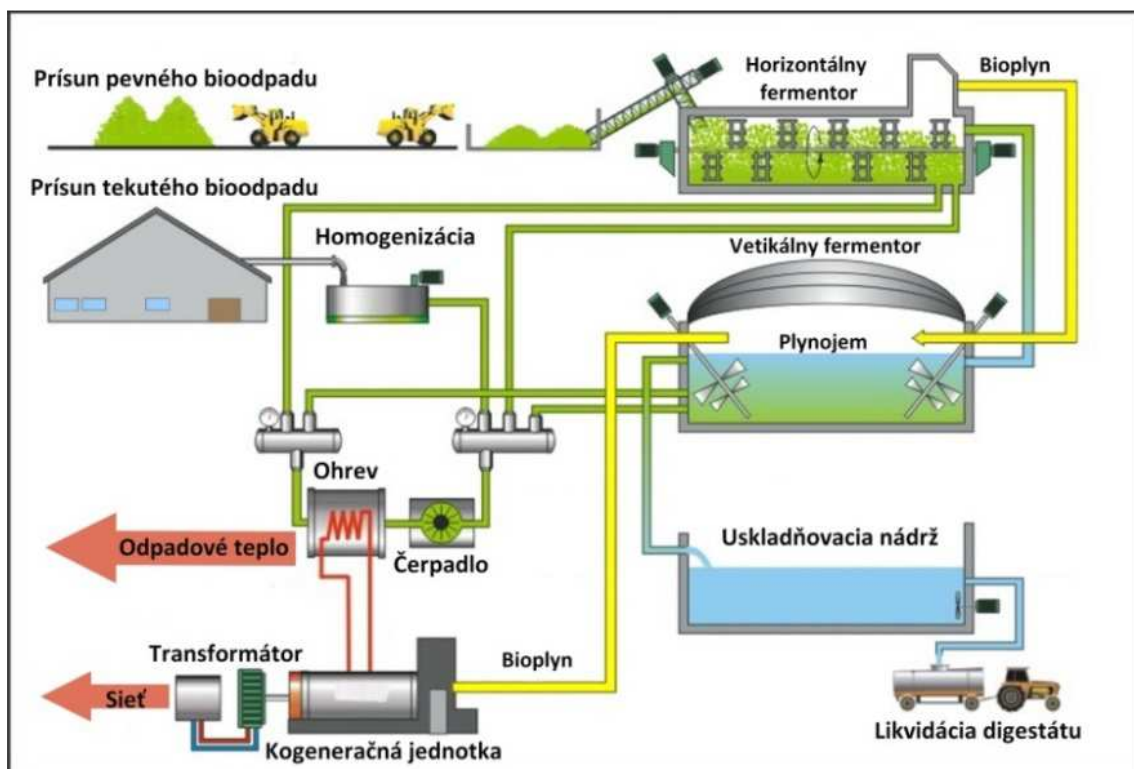 Prísun pevného bioodpadu
Horizontálny
fermentor
Bioplyn
Prísun tekutého bioodpadu
Homogenizácia
Vetikálny fermentor
Plynojem
Ohrev
Odpadové teplo
Čerpadlo
Uskladňovacia nádrž
Transformátor
Bioplyn
Sieť
Kogeneračná jednotka
Likvidácia digestátu